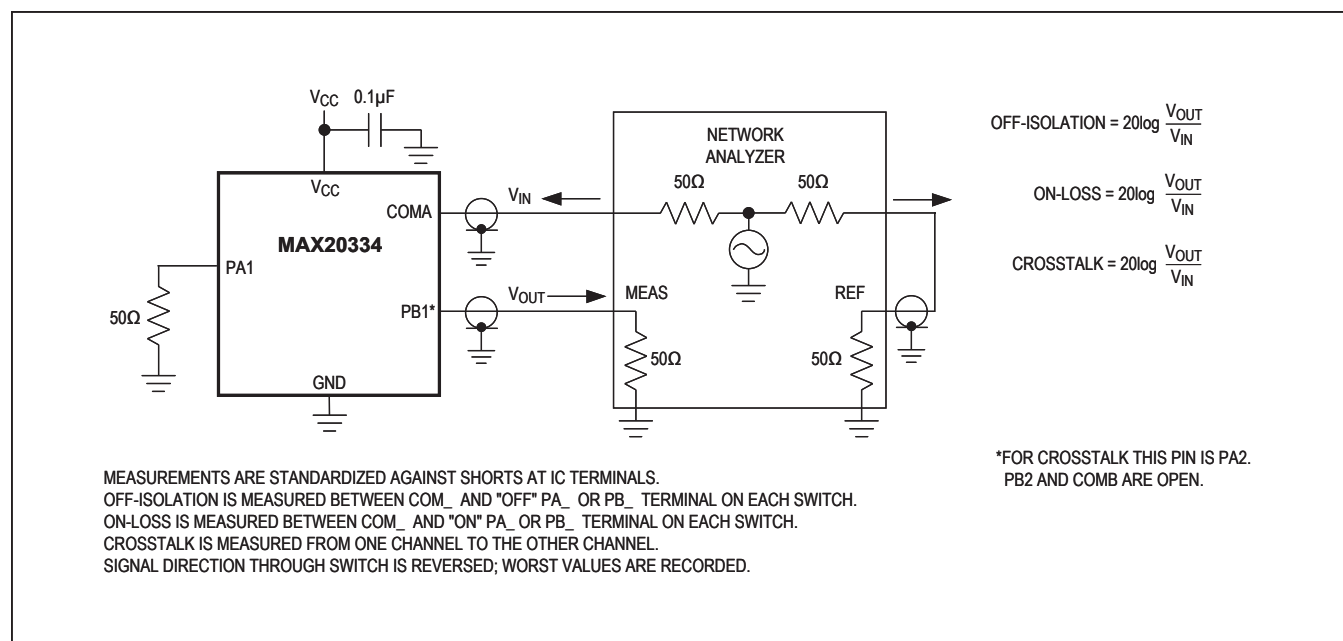 VCC 0.1µF
VCC
COMA
MAX20334
PA1
50Ω
PB1*
GND
VIN
VOUT
NETWORK
ANALYZER
50Ω 50Ω
MEAS REF
50Ω 50Ω
OFF-ISOLATION = 20log VOUT
VIN
ON-LOSS = 20log VOUT
VIN
CROSSTALK = 20log VOUT
VIN
*FOR CROSSTALK THIS PIN IS PA2.
PB2 AND COMB ARE OPEN.
MEASUREMENTS ARE STANDARDIZED AGAINST SHORTS AT IC TERMINALS.
OFF-ISOLATION IS MEASURED BETWEEN COM_ AND "OFF" PA_ OR PB_ TERMINAL ON EACH SWITCH.
ON-LOSS IS MEASURED BETWEEN COM_ AND "ON" PA_ OR PB_ TERMINAL ON EACH SWITCH.
CROSSTALK IS MEASURED FROM ONE CHANNEL TO THE OTHER CHANNEL.
SIGNAL DIRECTION THROUGH SWITCH IS REVERSED; WORST VALUES ARE RECORDED.